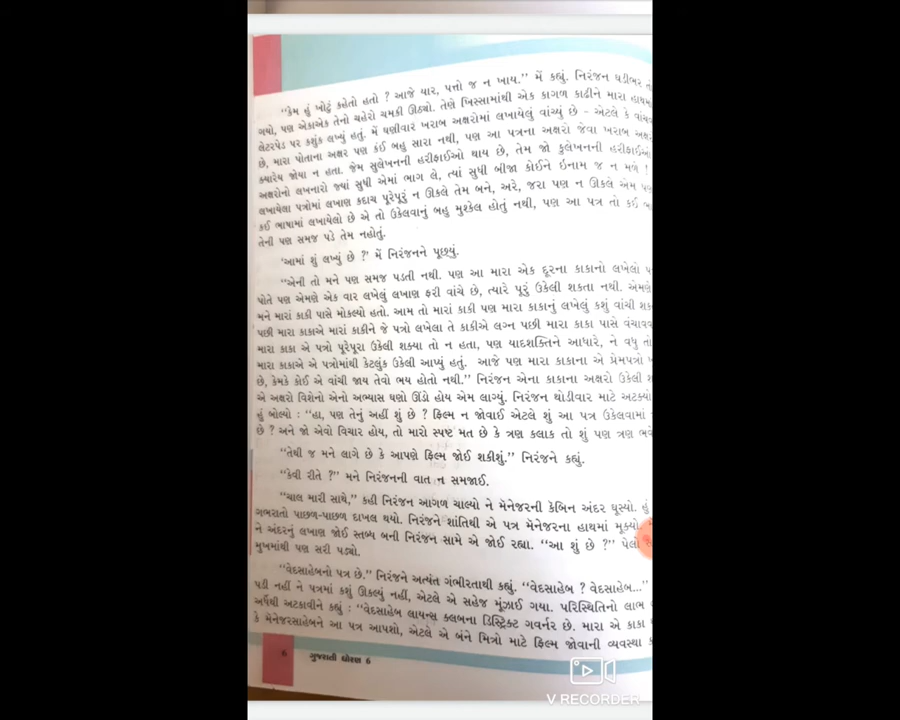 “કેમ હું ખોટું કહેતો હતો ? આજે યાર, પત્તો જ ન ખાય.” મેં કહ્યું. નિરંજન ઘડીભર
ગયો, પણ એકાએક તેનો ચહેરો ચમકી ઊઠ્યો. તેણે ખિસ્સામાંથી એક કાગળ કાઢીને મારા
લેટરપેડ પર કશુંક લખ્યું હતું. મેં ઘણીવાર ખરાબ અક્ષરોમાં લખાયેલું વાંચ્યું છે - એટલે કે
છે, મારા પોતાના અક્ષર પણ કંઈ બહુ સારા નથી, પણ આ પત્રના અક્ષરો જેવા ખરાબ
ક્યારેય જોયા ન હતા. જેમ સુલેખનની હરીફાઈઓ થાય છે, તેમ જો કુલેખનની હરીફાઈઓ
અક્ષરોનો લખનારો જ્યાં સુધી એમાં ભાગ લે, ત્યાં સુધી બીજા કોઈને ઇનામ જ ન મળે !
લખાયેલા પત્રોમાં લખાણ કદાચ પૂરેપૂરું ન ઊકલે તેમ બને, અરે, જરા પણ ન ઊકલે એમ પણ
કઈ ભાષામાં લખાયેલો છે એ તો ઉકેલવાનું બહુ મુશ્કેલ હોતું નથી, પણ આ પત્ર તો કઈ
તેની પણ સમજ પડે તેમ નહોતું.
‘આમાં શું લખ્યું છે ?’ મેં નિરંજનને પૂછ્યું.
“એની તો મને પણ સમજ પડતી નથી. પણ આ મારા એક દૂરના કાકાનો લખેલો
પોતે પણ એમણે એક વાર લખેલું લખાણ ફરી વાંચે છે, ત્યારે પૂરું ઉકેલી શકતા નથી. એમણે
મને મારાં કાકી પાસે મોકલ્યો હતો. આમ તો મારાં કાકી પણ મારા કાકાનું લખેલું કશું વાંચી
પછી મારા કાકાએ મારાં કાકીને જે પત્રો લખેલા તે કાકીએ લગ્ન પછી મારા કાકા પાસે
મારા કાકા એ પત્રો પૂરેપૂરા ઉકેલી શક્યા તો ન હતા, પણ યાદશક્તિને આધારે, ને વધુ તો
મારા કાકાએ એ પત્રોમાંથી કેટલુંક ઉકેલી આપ્યું હતું. આજે પણ મારા કાકાના એ પ્રેમપત્રો
છે, કેમકે કોઈ એ વાંચી જાય તેવો ભય હોતો નથી.” નિરંજન એના કાકાના અક્ષરો ઉકેલી
એ અક્ષરો વિશેનો એનો અભ્યાસ ઘણો ઊંડો હોય એમ લાગ્યું. નિરંજન થોડીવાર માટે અટક્યો.
હું બોલ્યો : “હા, પણ તેનું અહીં શું છે ? ફિલ્મ ન જોવાઈ એટલે શું આ પત્ર ઉકેલવામાં
છે ? અને જો એવો વિચાર હોય, તો મારો સ્પષ્ટ મત છે કે ત્રણ કલાક તો શું પણ ત્રણ
“તેથી જ મને લાગે છે કે આપણે ફિલ્મ જોઈ શકીશું.” નિરંજને કહ્યું.
“કેવી રીતે ?” મને નિરંજનની વાત ન સમજાઈ.
“ચાલ મારી સાથે,” કહી નિરંજન આગળ ચાલ્યો ને મૅનેજરની કૅબિન અંદર ઘૂસ્યો. હું
ગભરાતો પાછળ-પાછળ દાખલ થયો. નિરંજને શાંતિથી એ પત્ર મૅનેજરના હાથમાં મૂક્યો.
ને અંદરનું લખાણ જોઈ સ્તબ્ધ બની નિરંજન સામે એ જોઈ રહ્યા. “આ શું છે ?”
મુખમાંથી પણ સરી પડ્યો.
“વેદસાહેબનો પત્ર છે.” નિરંજને અત્યંત ગંભીરતાથી કહ્યું. “વેદસાહેબ ? વેદસાહેબ...”
પડી નહીં ને પત્રમાં કશું ઊકલ્યું નહીં, એટલે એ સહેજ મૂંઝાઈ ગયા. પરિસ્થિતિનો લાભ
અર્ધેથી અટકાવીને કહ્યું : “વેદસાહેબ લાયન્સ ક્લબના ડિસ્ટ્રિક્ટ ગવર્નર છે. મારા એ કાકા
કે મૅનેજરસાહેબને આ પત્ર આપશો, એટલે એ બંને મિત્રો માટે ફિલ્મ જોવાની વ્યવસ્થા
6 ગુજરાતી ધોરણ 6
V RECORDER